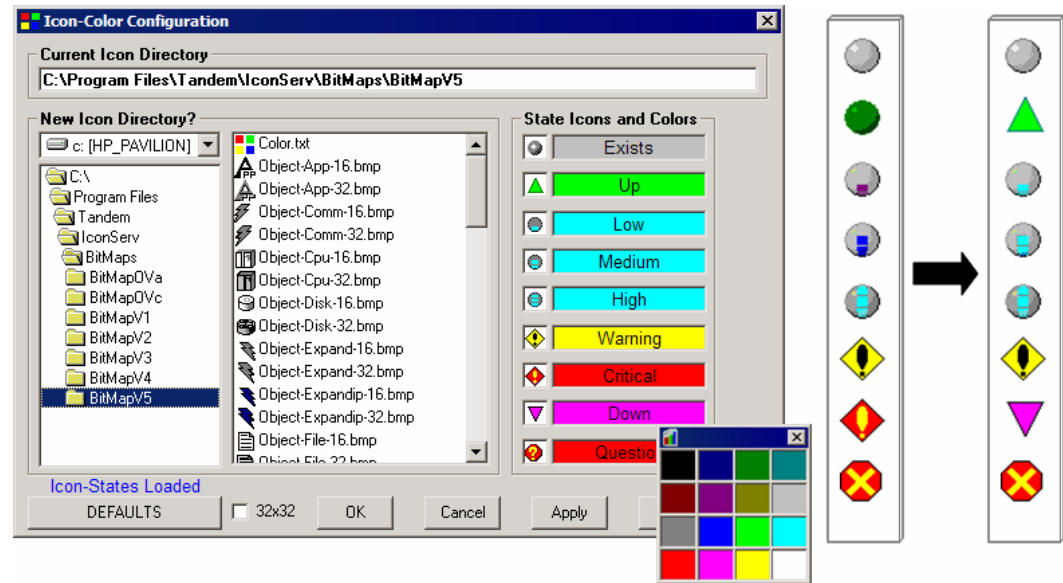 Icon-Color Configuration
Current Icon Directory
C:\Program Files\Tandem\IconServ\BitMaps\BitMapV5
New Icon Directory?
c: [HP_PAVILION]
C:\
Program Files
Tandem
IconServ
BitMaps
BitMapOVa
BitMapOVc
BitMapV1
BitMapV2
BitMapV3
BitMapV4
BitMapV5
Color.txt
Object-App-16.bmp
Object-App-32.bmp
Object-Comm-16.bmp
Object-Comm-32.bmp
Object-Cpu-16.bmp
Object-Cpu-32.bmp
Object-Disk-16.bmp
Object-Disk-32.bmp
Object-Expand-16.bmp
Object-Expand-32.bmp
Object-Expandip-16.bmp
Object-Expandip-32.bmp
Object-File-16.bmp
Object-File-32.bmp
State Icons and Colors
Exists
Up
Low
Medium
High
Warning
Critical
Down
Questio
Icon-States Loaded
DEFAULTS
32x32
OK
Cancel
Apply